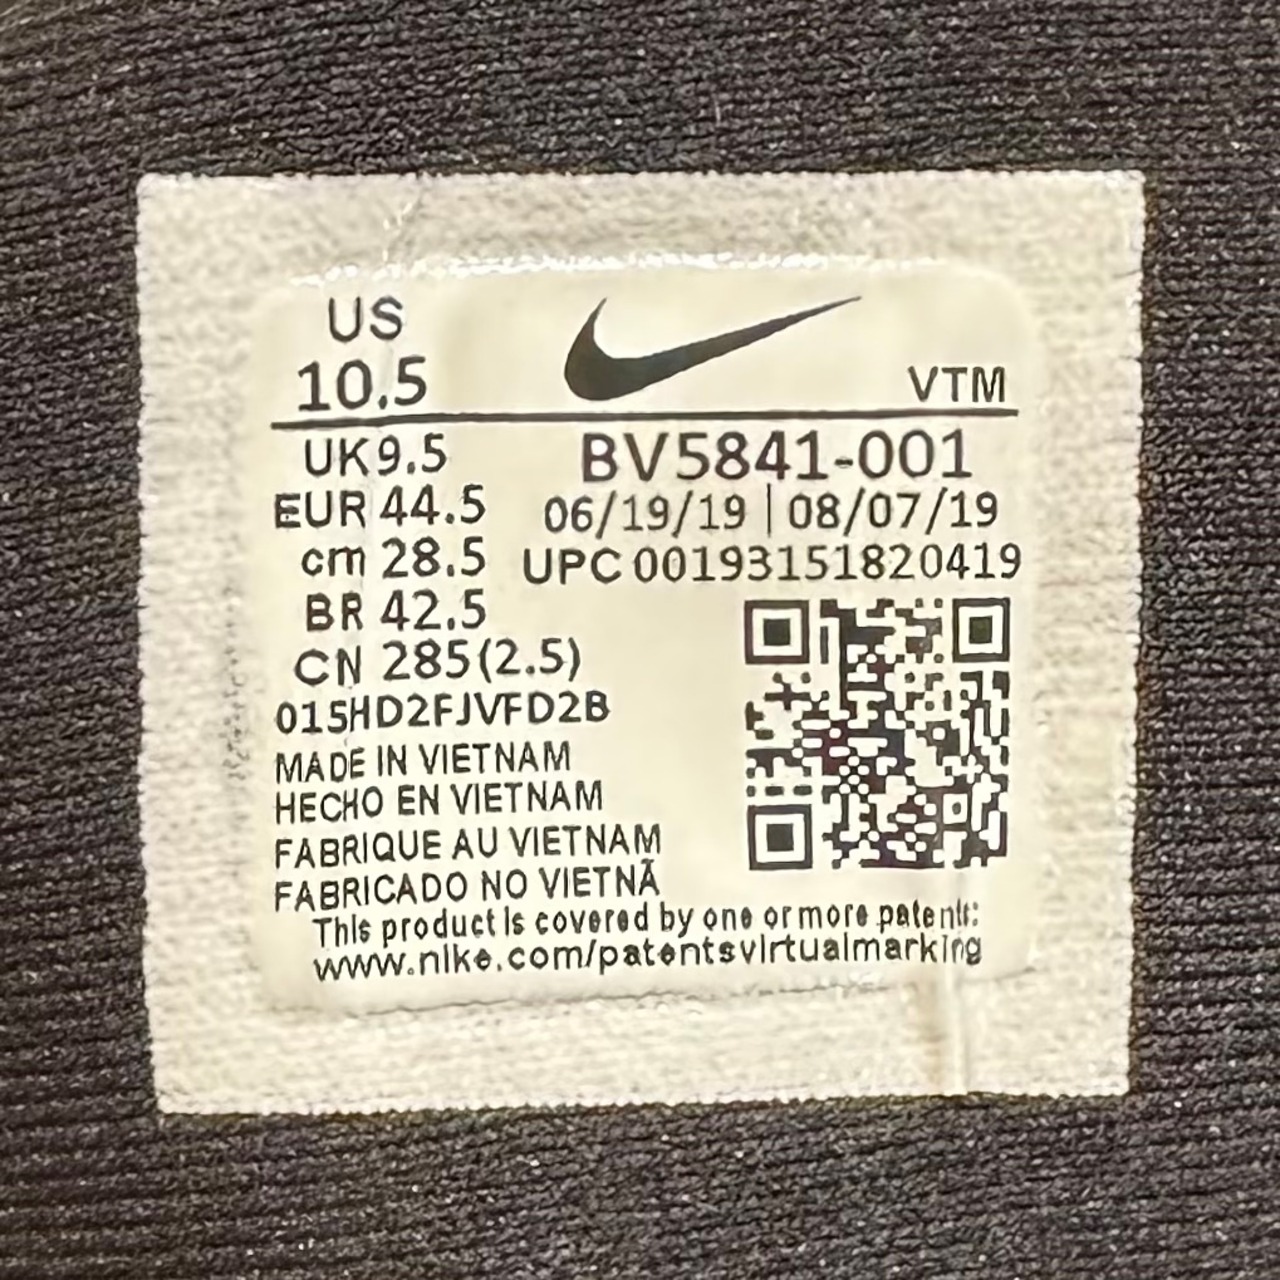 US
10.5
VTM
UK 9.5
BV5841-001
EUR 44.5
06/19/19 | 08/07/19
cm 28.5
UPC 00193151820419
BR 42.5
CN 285(2.5)
015HD2FJVFD2B
MADE IN VIETNAM
HECHO EN VIETNAM
FABRIQUE AU VIETNAM
FABRICADO NO VIETNÃ
This product is covered by one or more patents:
www.nike.com/patentsvirtualmarking